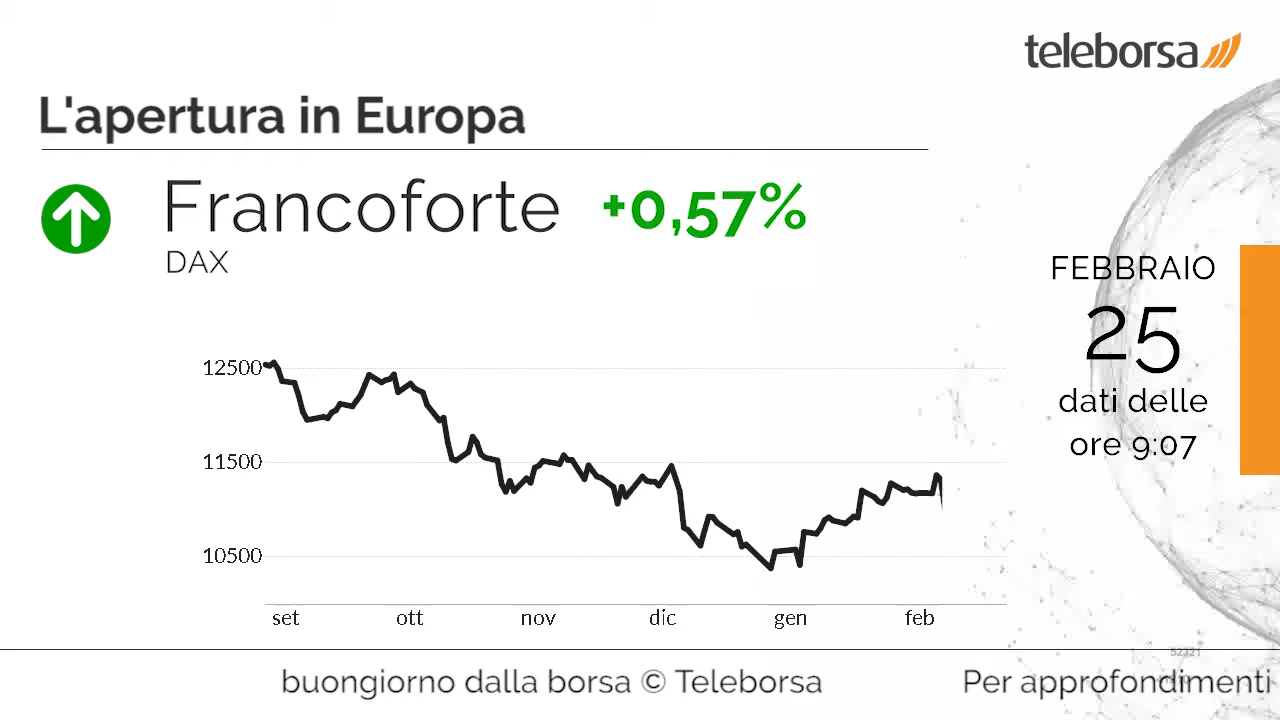 teleborsa
L'apertura in Europa
Francoforte +0,57%
DAX
FEBBRAIO
25
dati delle
ore 9:07
12500
11500
10500
set ott nov dic gen feb
buongiorno dalla borsa © Teleborsa Per approfondimenti